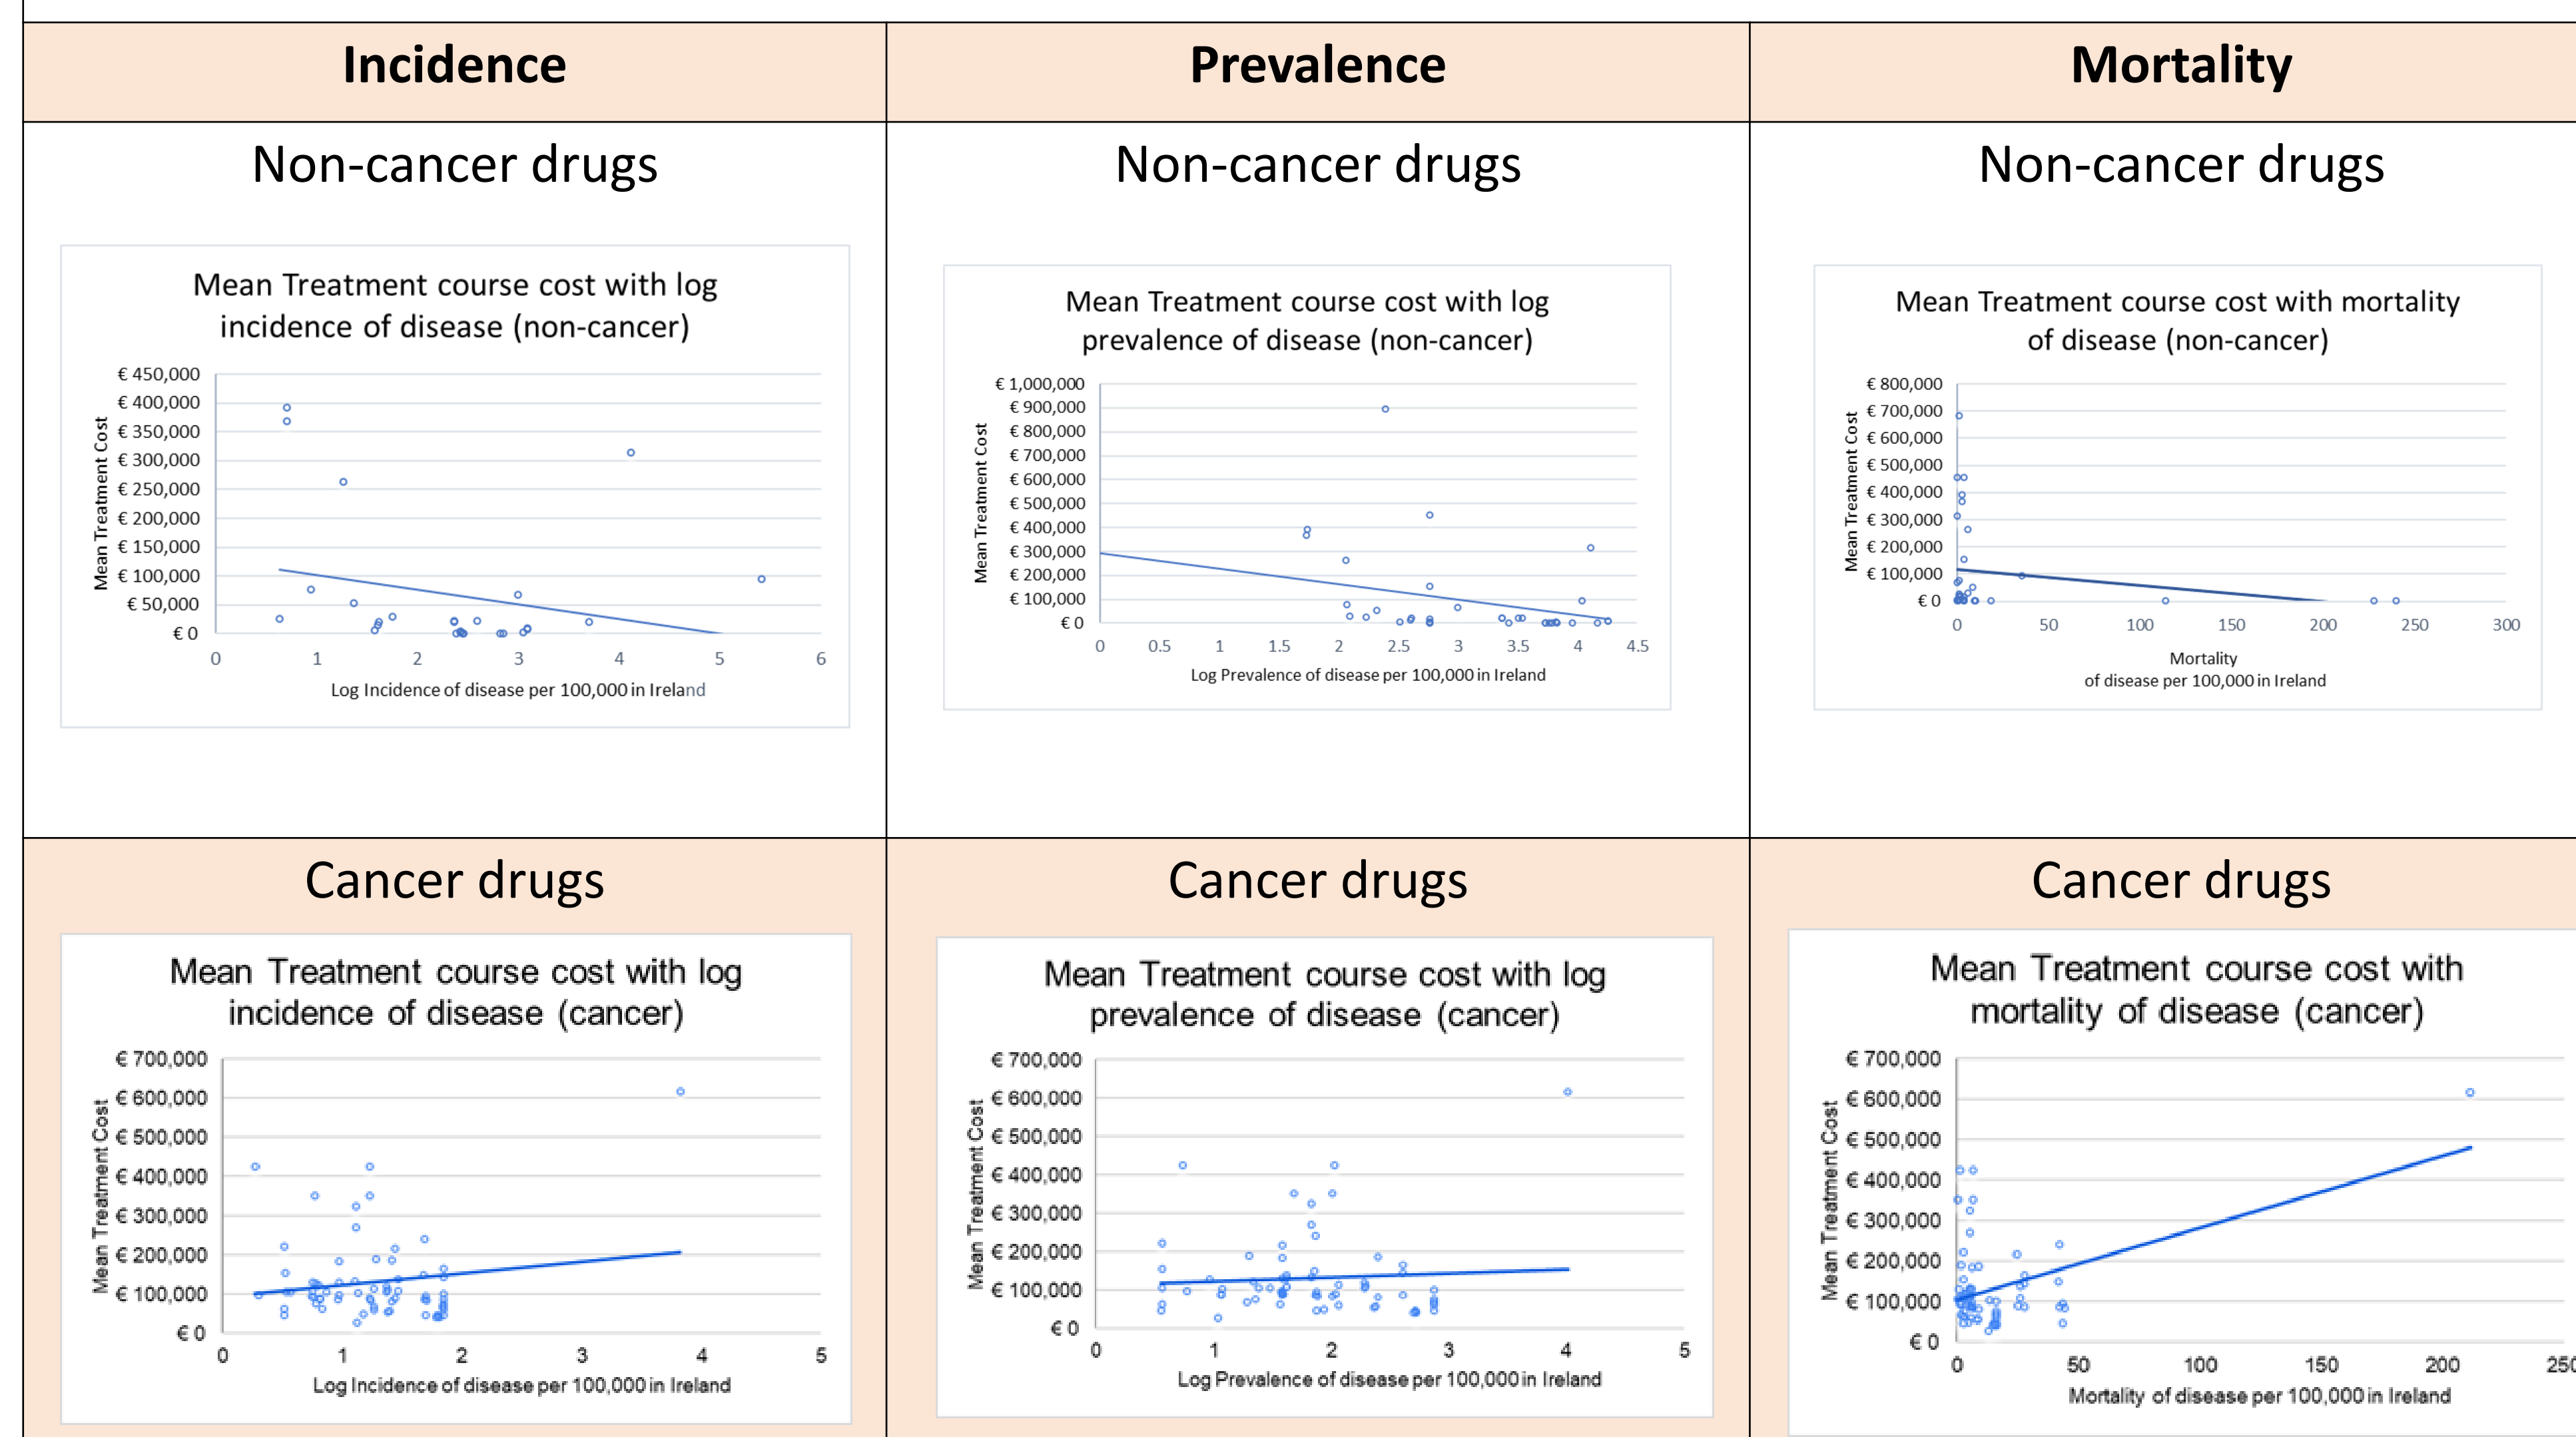 Incidence
Prevalence
Mortality
Non-cancer drugs
Non-cancer drugs
Non-cancer drugs
Mean Treatment course cost with log
incidence of disease (non-cancer)
Mean Treatment Cost
€ 450,000
€ 400,000
€ 350,000
€ 300,000
€ 250,000
€ 200,000
€ 150,000
€ 100,000
€ 50,000
€ 0
0 1 2 3 4 5 6
Log Incidence of disease per 100,000 in Ireland
Mean Treatment course cost with log
prevalence of disease (non-cancer)
Mean Treatment Cost
€ 1,000,000
€ 900,000
€ 800,000
€ 700,000
€ 600,000
€ 500,000
€ 400,000
€ 300,000
€ 200,000
€ 100,000
€ 0
0 0.5 1 1.5 2 2.5 3 3.5 4 4.5
Log Prevalence of disease per 100,000 in Ireland
Mean Treatment course cost with mortality
of disease (non-cancer)
Mean Treatment Cost
€ 800,000
€ 700,000
€ 600,000
€ 500,000
€ 400,000
€ 300,000
€ 200,000
€ 100,000
€ 0
0 50 100 150 200 250 300
Mortality
of disease per 100,000 in Ireland
Cancer drugs
Cancer drugs
Cancer drugs
Mean Treatment course cost with log
incidence of disease (cancer)
Mean Treatment Cost
€ 700,000
€ 600,000
€ 500,000
€ 400,000
€ 300,000
€ 200,000
€ 100,000
€ 0
0 1 2 3 4 5
Log Incidence of disease per 100,000 in Ireland
Mean Treatment course cost with log
prevalence of disease (cancer)
Mean Treatment Cost
€ 700,000
€ 600,000
€ 500,000
€ 400,000
€ 300,000
€ 200,000
€ 100,000
€ 0
0 1 2 3 4 5
Log Prevalence of disease per 100,000 in Ireland
Mean Treatment course cost with
mortality of disease (cancer)
Mean Treatment Cost
€ 700,000
€ 600,000
€ 500,000
€ 400,000
€ 300,000
€ 200,000
€ 100,000
€ 0
0 50 100 150 200 250
Mortality of disease per 100,000 in Ireland